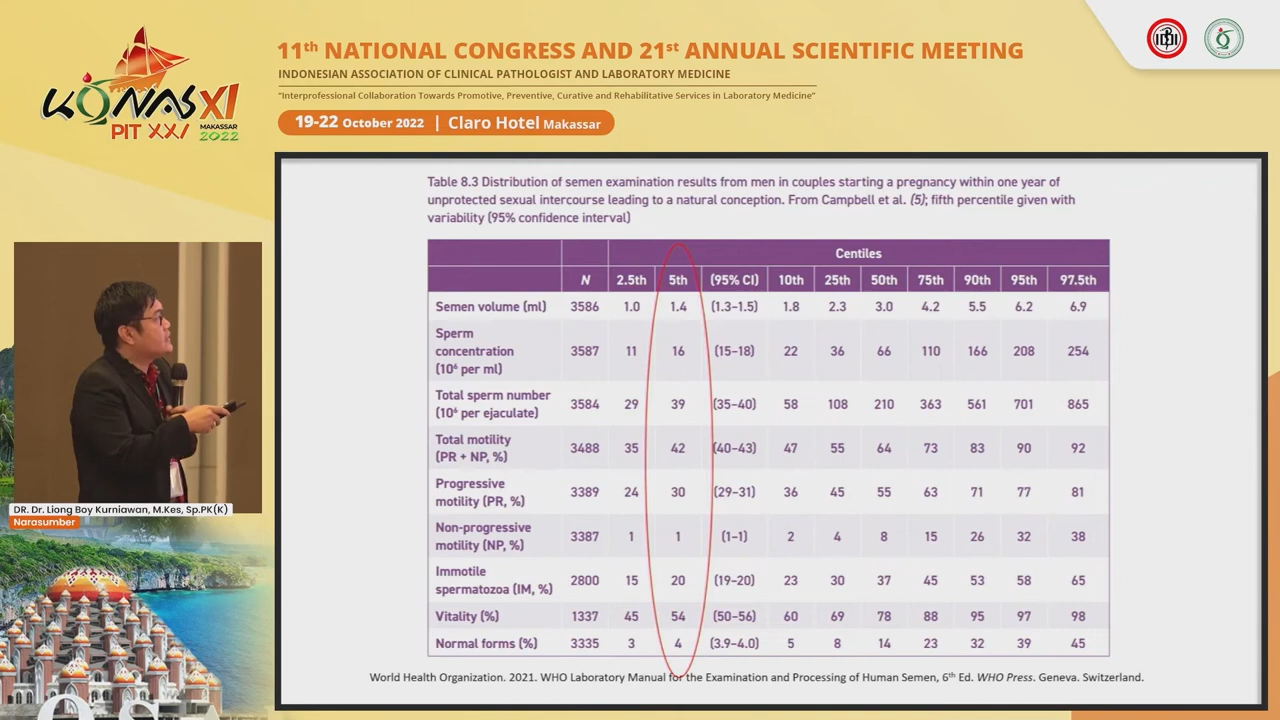 KONAS XI
PIT XXI
MAKASSAR
2022
11th NATIONAL CONGRESS AND 21st ANNUAL SCIENTIFIC MEETING
INDONESIAN ASSOCIATION OF CLINICAL PATHOLOGIST AND LABORATORY MEDICINE
"Interprofessional Collaboration Towards Promotive, Preventive, Curative and Rehabilitative Services in Laboratory Medicine"
19-22 October 2022 | Claro Hotel Makassar
IDI
Table 8.3 Distribution of semen examination results from men in couples starting a pregnancy within one year of
unprotected sexual intercourse leading to a natural conception. From Campbell et al. (5); fifth percentile given with
variability (95% confidence interval)
Centiles
N 2.5th 5th (95% CI) 10th 25th 50th 75th 90th 95th 97.5th
Semen volume (ml) 3586 1.0 1.4 (1.3–1.5) 1.8 2.3 3.0 4.2 5.5 6.2 6.9
Sperm
concentration 3587 11 16 (15–18) 22 36 66 110 166 208 254
(10⁶ per ml)
Total sperm number
(10⁶ per ejaculate) 3584 29 39 (35–40) 58 108 210 363 561 701 865
Total motility
(PR + NP, %) 3488 35 42 (40–43) 47 55 64 73 83 90 92
Progressive
motility (PR, %) 3389 24 30 (29–31) 36 45 55 63 71 77 81
Non-progressive
motility (NP, %) 3387 1 1 (1–1) 2 4 8 15 26 32 38
Immotile
spermatozoa (IM, %) 2800 15 20 (19–20) 23 30 37 45 53 58 65
Vitality (%) 1337 45 54 (50–56) 60 69 78 88 95 97 98
Normal forms (%) 3335 3 4 (3.9–4.0) 5 8 14 23 32 39 45
World Health Organization. 2021. WHO Laboratory Manual for the Examination and Processing of Human Semen, 6th Ed. WHO Press. Geneva. Switzerland.
DR. Dr. Liong Boy Kurniawan, M.Kes, Sp.PK(K)
Narasumber